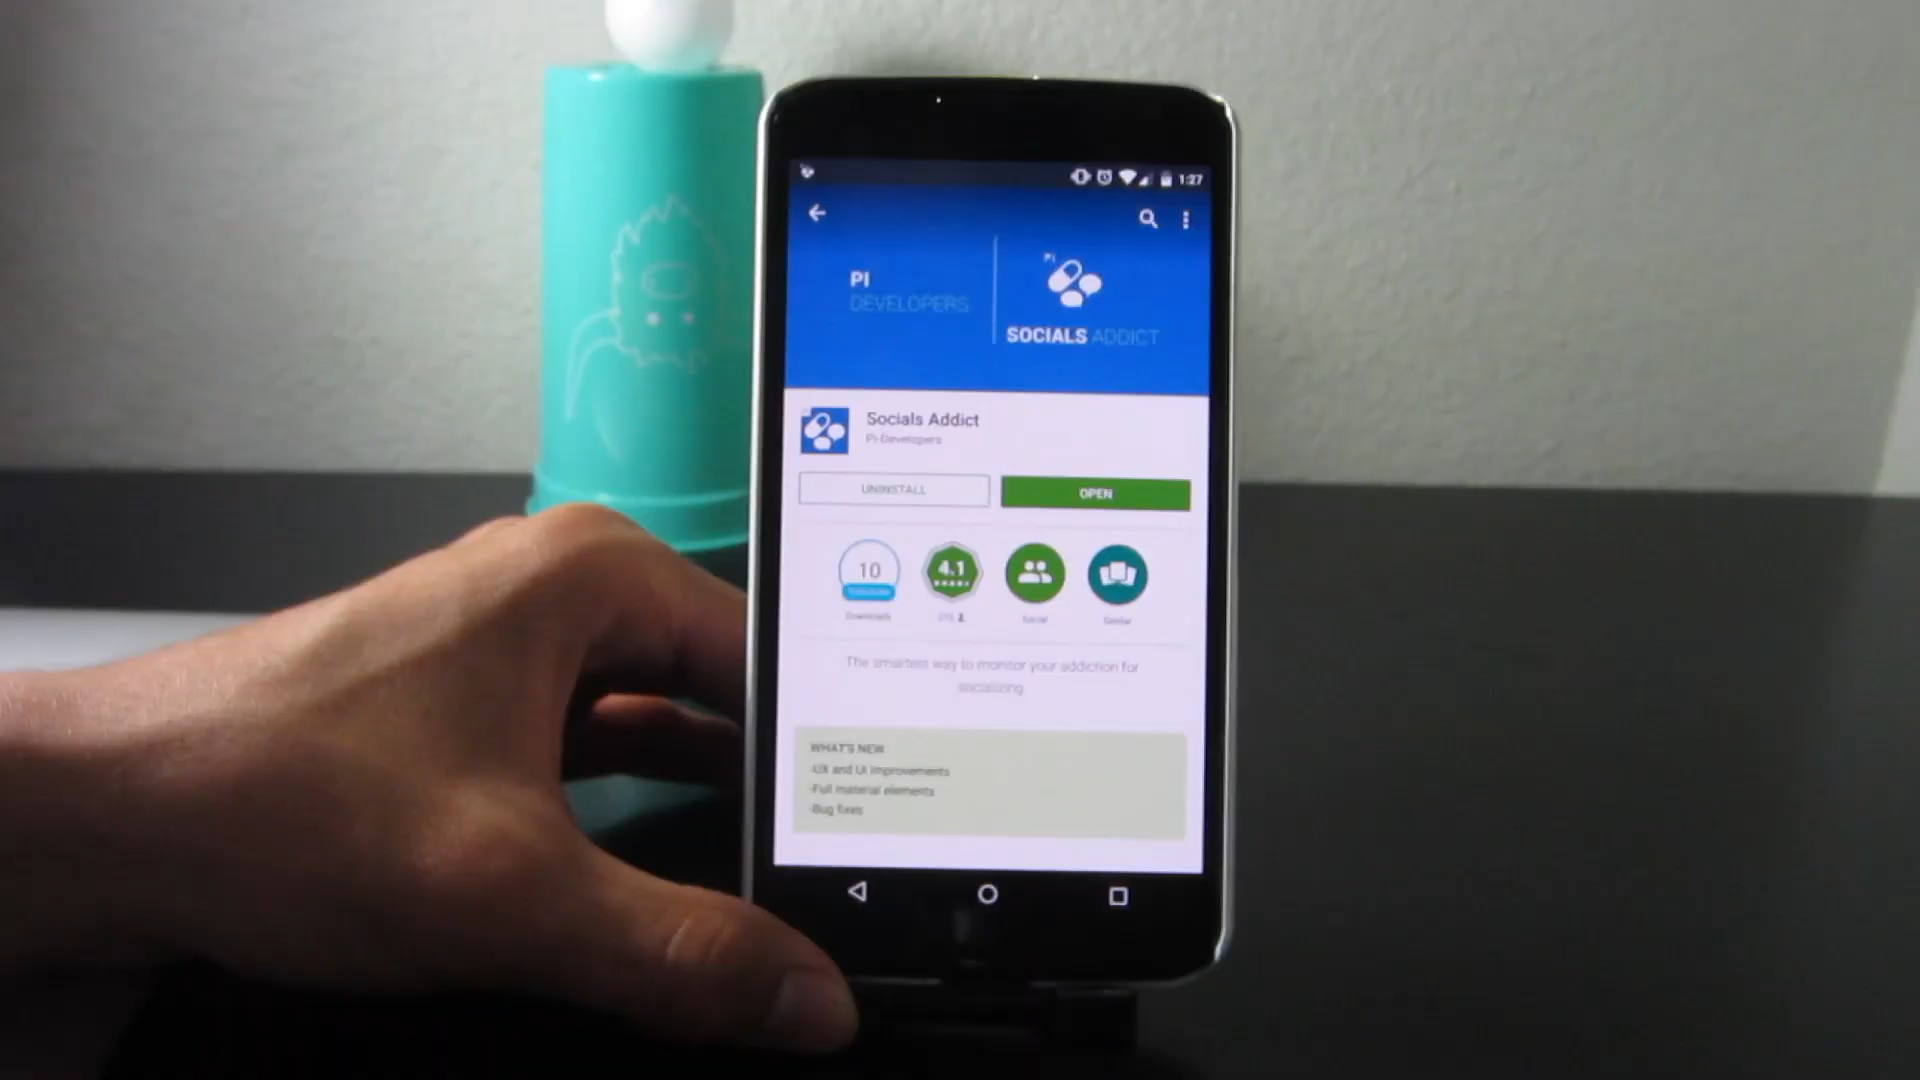 1:27
PI
DEVELOPERS
PI
SOCIALS ADDICT
Socials Addict
Pi-Developers
UNINSTALL
OPEN
10
4.1
Downloads
Social
Similar
The smartest way to monitor your addiction for
socializing
WHAT'S NEW
-UX and UI improvements
-Full material elements
-Bug fixes